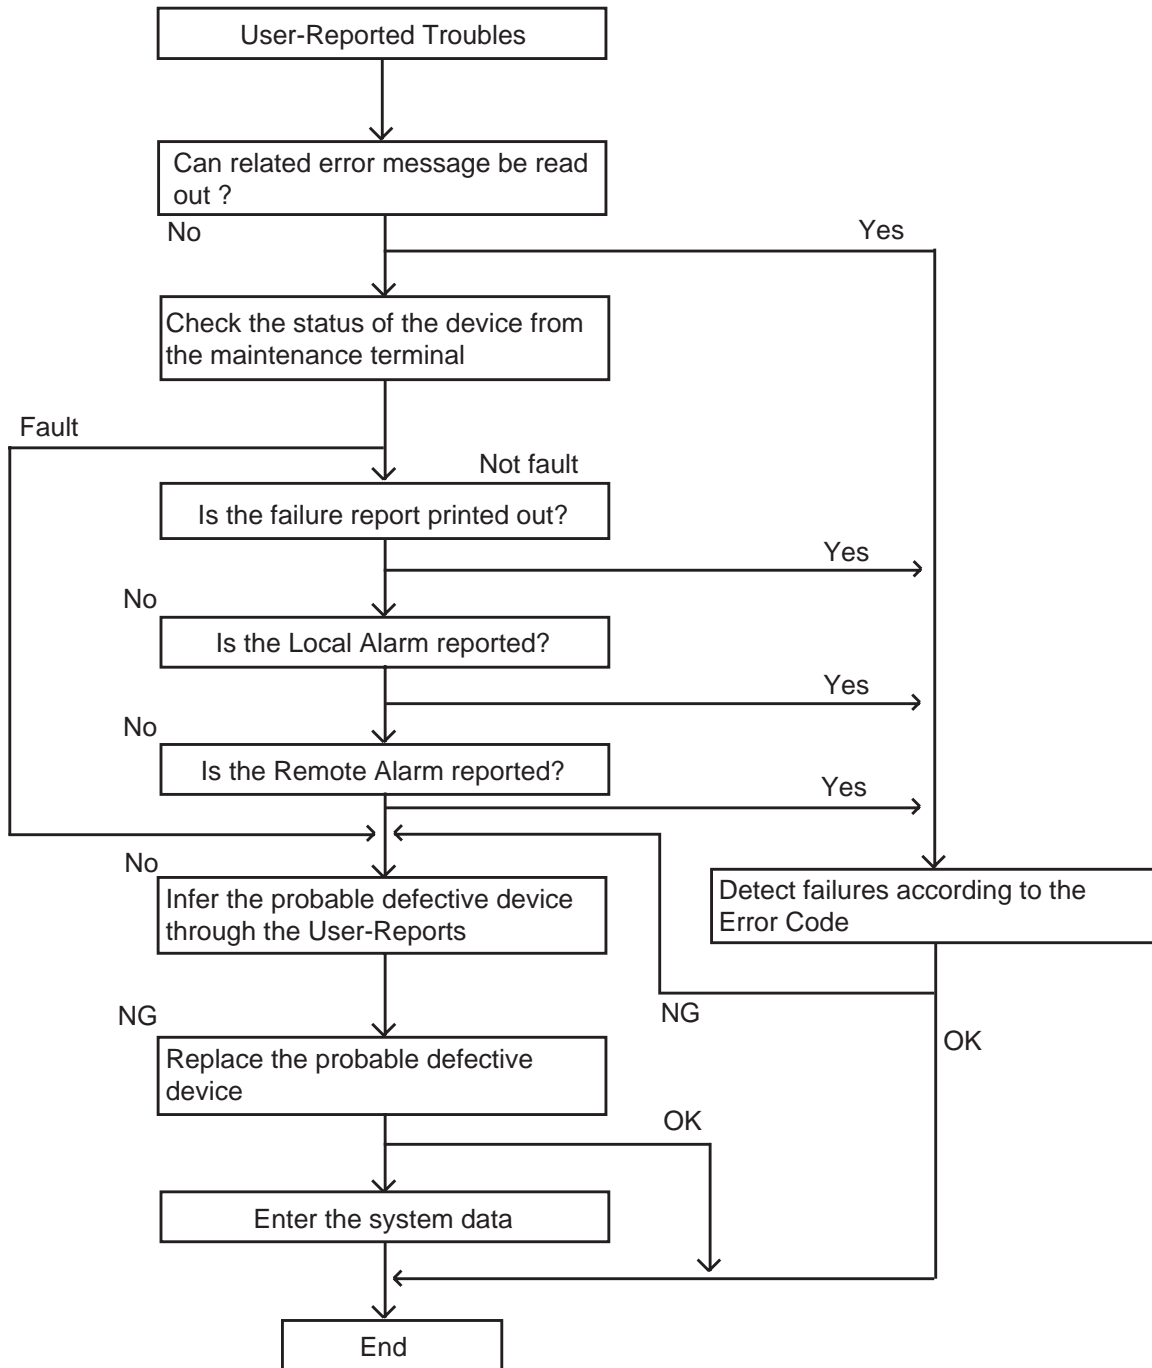 User-Reported Troubles
Can related error message be read
out ?
No
Yes
Check the status of the device from
the maintenance terminal
Fault
Not fault
Is the failure report printed out?
Yes
No
Is the Local Alarm reported?
Yes
No
Is the Remote Alarm reported?
Yes
No
Infer the probable defective device
through the User-Reports
Detect failures according to the
Error Code
NG
NG
OK
Replace the probable defective
device
OK
Enter the system data
End